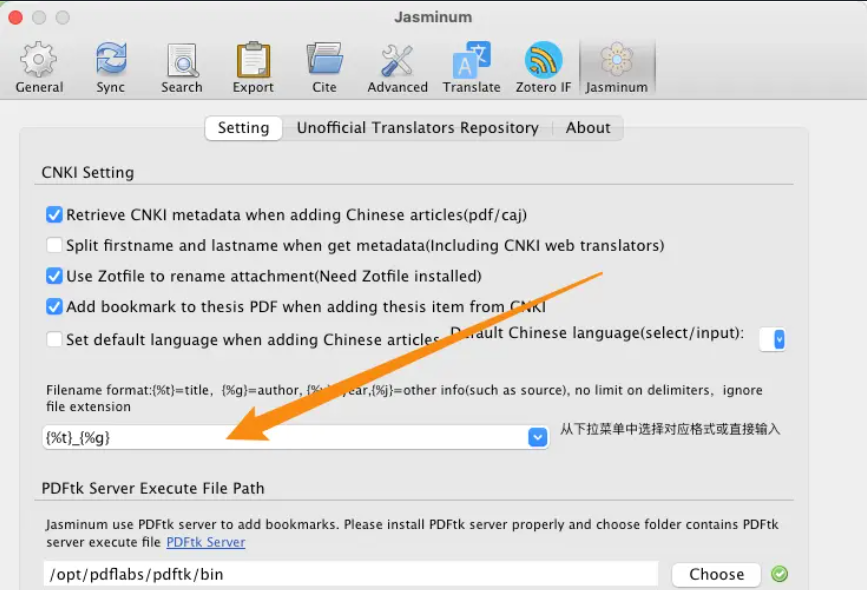 Jasminum
General Sync Search Export Cite Advanced Translate Zotero IF Jasminum
Setting Unofficial Translators Repository About
CNKI Setting
Retrieve CNKI metadata when adding Chinese articles(pdf/caj)
Split firstname and lastname when get metadata(Including CNKI web translators)
Use Zotfile to rename attachment(Need Zotfile installed)
Add bookmark to thesis PDF when adding thesis item from CNKI
Set default language when adding Chinese articles Default Chinese language(select/input):
Filename format:{%t}=title, {%g}=author, ear,{%j}=other info(such as source), no limit on delimiters, ignore
file extension
{%t}_{%g}
从下拉菜单中选择对应格式或直接输入
PDFtk Server Execute File Path
Jasminum use PDFtk server to add bookmarks. Please install PDFtk server properly and choose folder contains PDFtk
server execute file PDFtk Server
/opt/pdflabs/pdftk/bin Choose